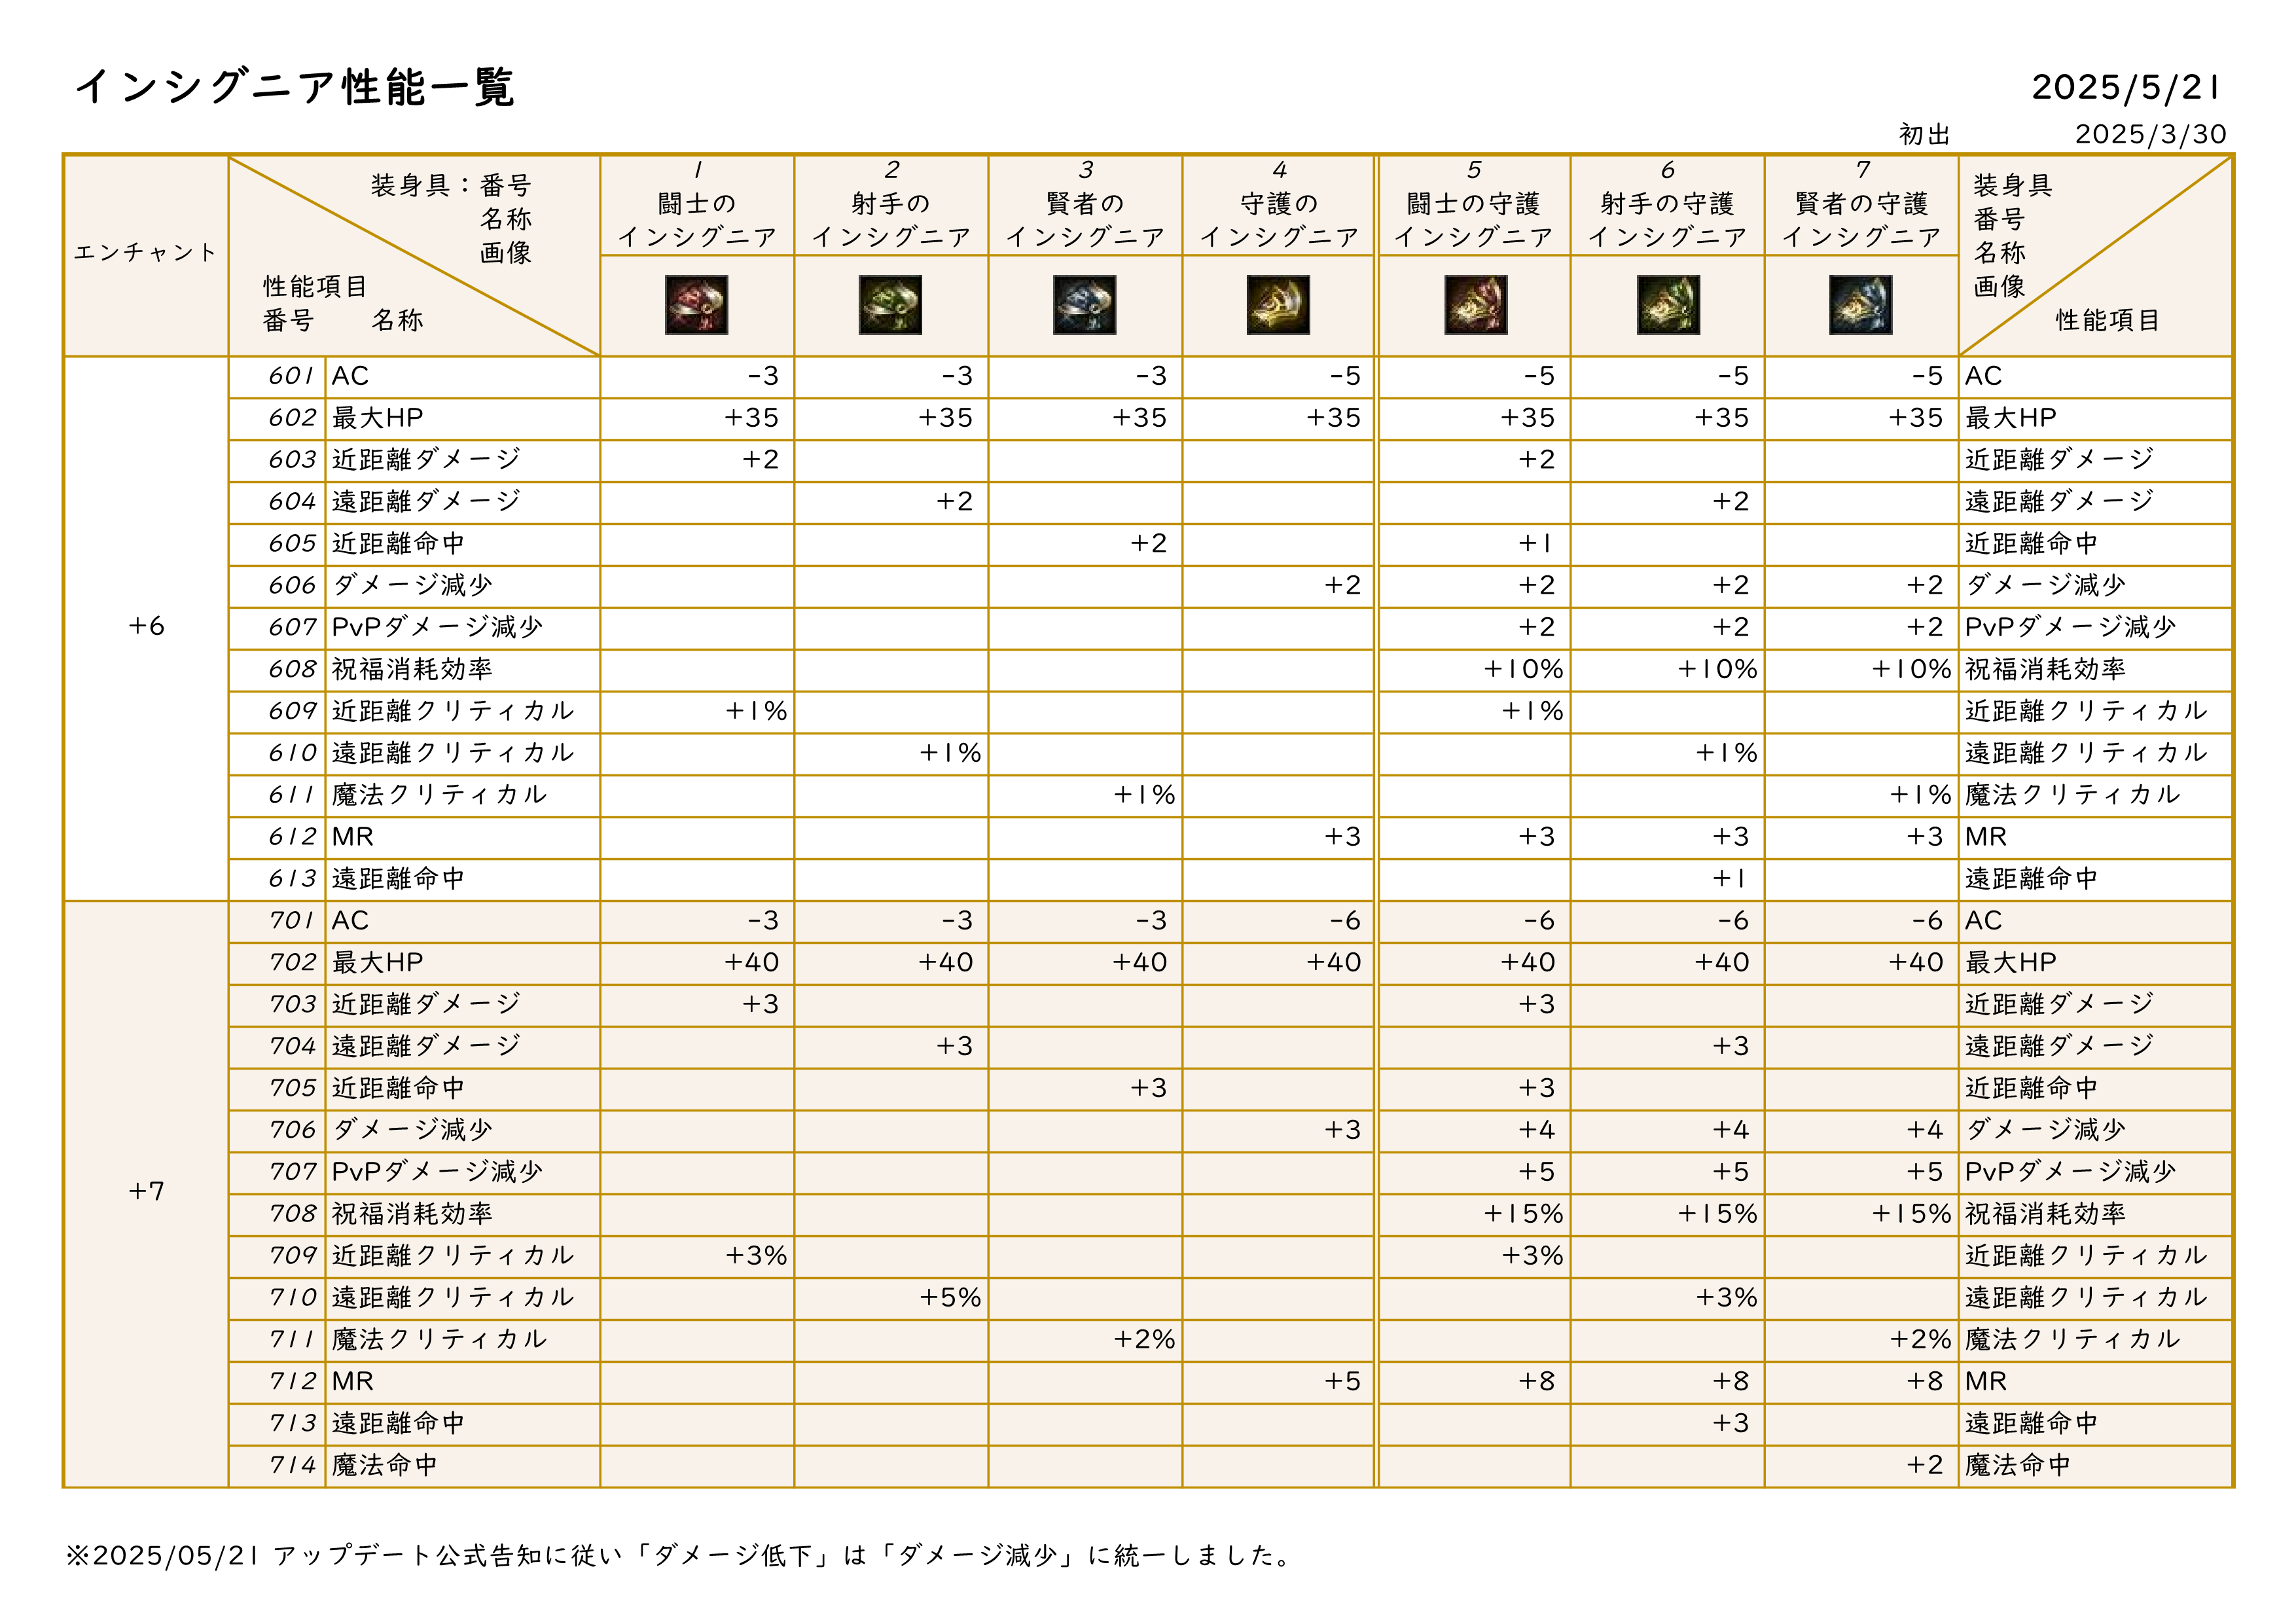 インシグニア性能一覧
2025/5/21
初出 2025/3/30
エンチャント
装身具：番号
名称
画像
性能項目
番号 名称
1 2 3 4 5 6 7
闘士の 射手の 賢者の 守護の 闘士の守護 射手の守護 賢者の守護
インシグニア インシグニア インシグニア インシグニア インシグニア インシグニア インシグニア
装身具
番号
名称
画像
性能項目
+6
601 AC -3 -3 -3 -5 -5 -5 -5 AC
602 最大HP +35 +35 +35 +35 +35 +35 +35 最大HP
603 近距離ダメージ +2 +2 近距離ダメージ
604 遠距離ダメージ +2 +2 遠距離ダメージ
605 近距離命中 +2 +1 近距離命中
606 ダメージ減少 +2 +2 +2 +2 ダメージ減少
607 PvPダメージ減少 +2 +2 +2 PvPダメージ減少
608 祝福消耗効率 +10% +10% +10% 祝福消耗効率
609 近距離クリティカル +1% +1% 近距離クリティカル
610 遠距離クリティカル +1% +1% 遠距離クリティカル
611 魔法クリティカル +1% +1% 魔法クリティカル
612 MR +3 +3 +3 +3 MR
613 遠距離命中 +1 遠距離命中
+7
701 AC -3 -3 -3 -6 -6 -6 -6 AC
702 最大HP +40 +40 +40 +40 +40 +40 +40 最大HP
703 近距離ダメージ +3 +3 近距離ダメージ
704 遠距離ダメージ +3 +3 遠距離ダメージ
705 近距離命中 +3 +3 近距離命中
706 ダメージ減少 +3 +4 +4 +4 ダメージ減少
707 PvPダメージ減少 +5 +5 +5 PvPダメージ減少
708 祝福消耗効率 +15% +15% +15% 祝福消耗効率
709 近距離クリティカル +3% +3% 近距離クリティカル
710 遠距離クリティカル +5% +3% 遠距離クリティカル
711 魔法クリティカル +2% +2% 魔法クリティカル
712 MR +5 +8 +8 +8 MR
713 遠距離命中 +3 遠距離命中
714 魔法命中 +2 魔法命中
※2025/05/21 アップデート公式告知に従い「ダメージ低下」は「ダメージ減少」に統一しました。